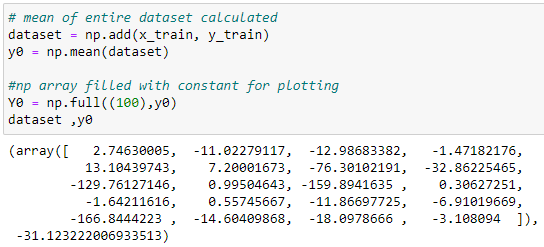 # mean of entire dataset calculated
dataset = np.add(x_train, y_train)
y0 = np.mean(dataset)
#np array filled with constant for plotting
Y0 = np.full((100),y0)
dataset ,y0
(array([   2.74630005,  -11.02279117,  -12.98683382,   -1.47182176,
13.10439743,    7.20001673,  -76.30102191,  -32.86225465,
-129.76127146,    0.99504643, -159.8941635 ,    0.30627251,
-1.64211616,    0.55745667,  -11.86697725,   -6.91019669,
-166.8444223 ,  -14.60409868,  -18.0978666 ,   -3.108094  ]),
-31.123222006933513)